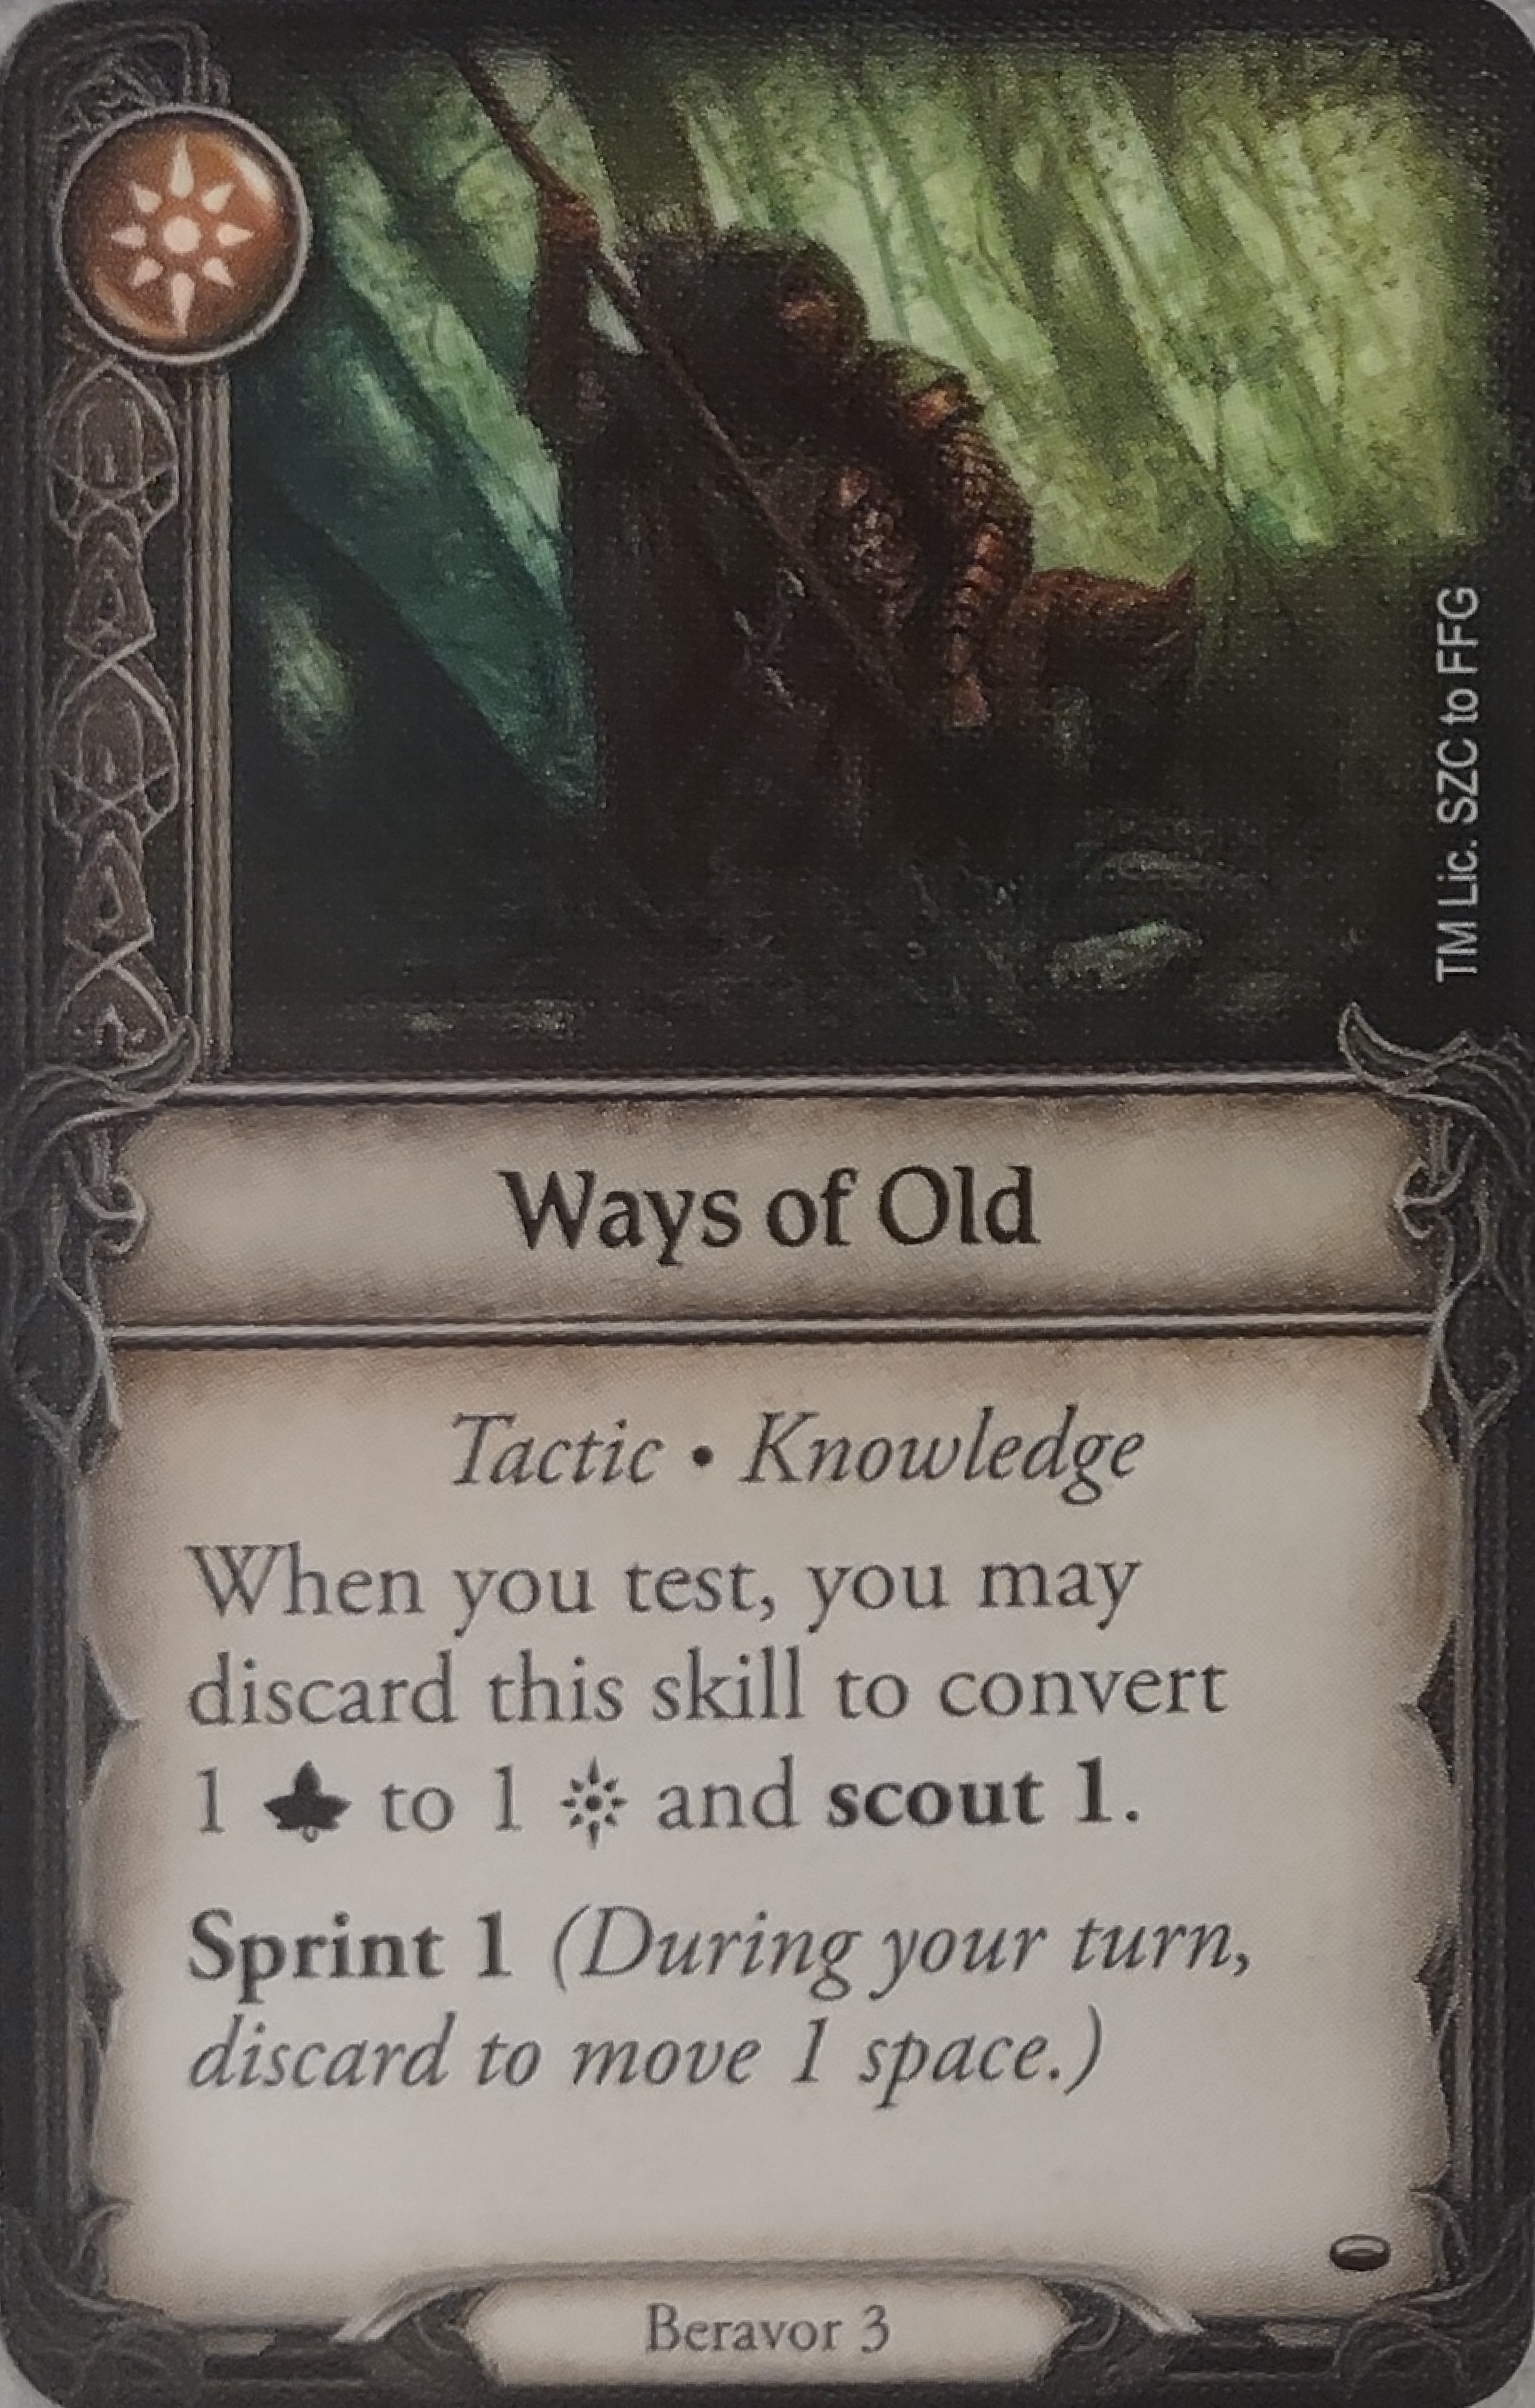 TM Lic. SZC to FFG
Ways of Old
Tactic • Knowledge
When you test, you may
discard this skill to convert
1 to 1 and scout 1.
Sprint 1 (During your turn,
discard to move 1 space.)
Beravor 3